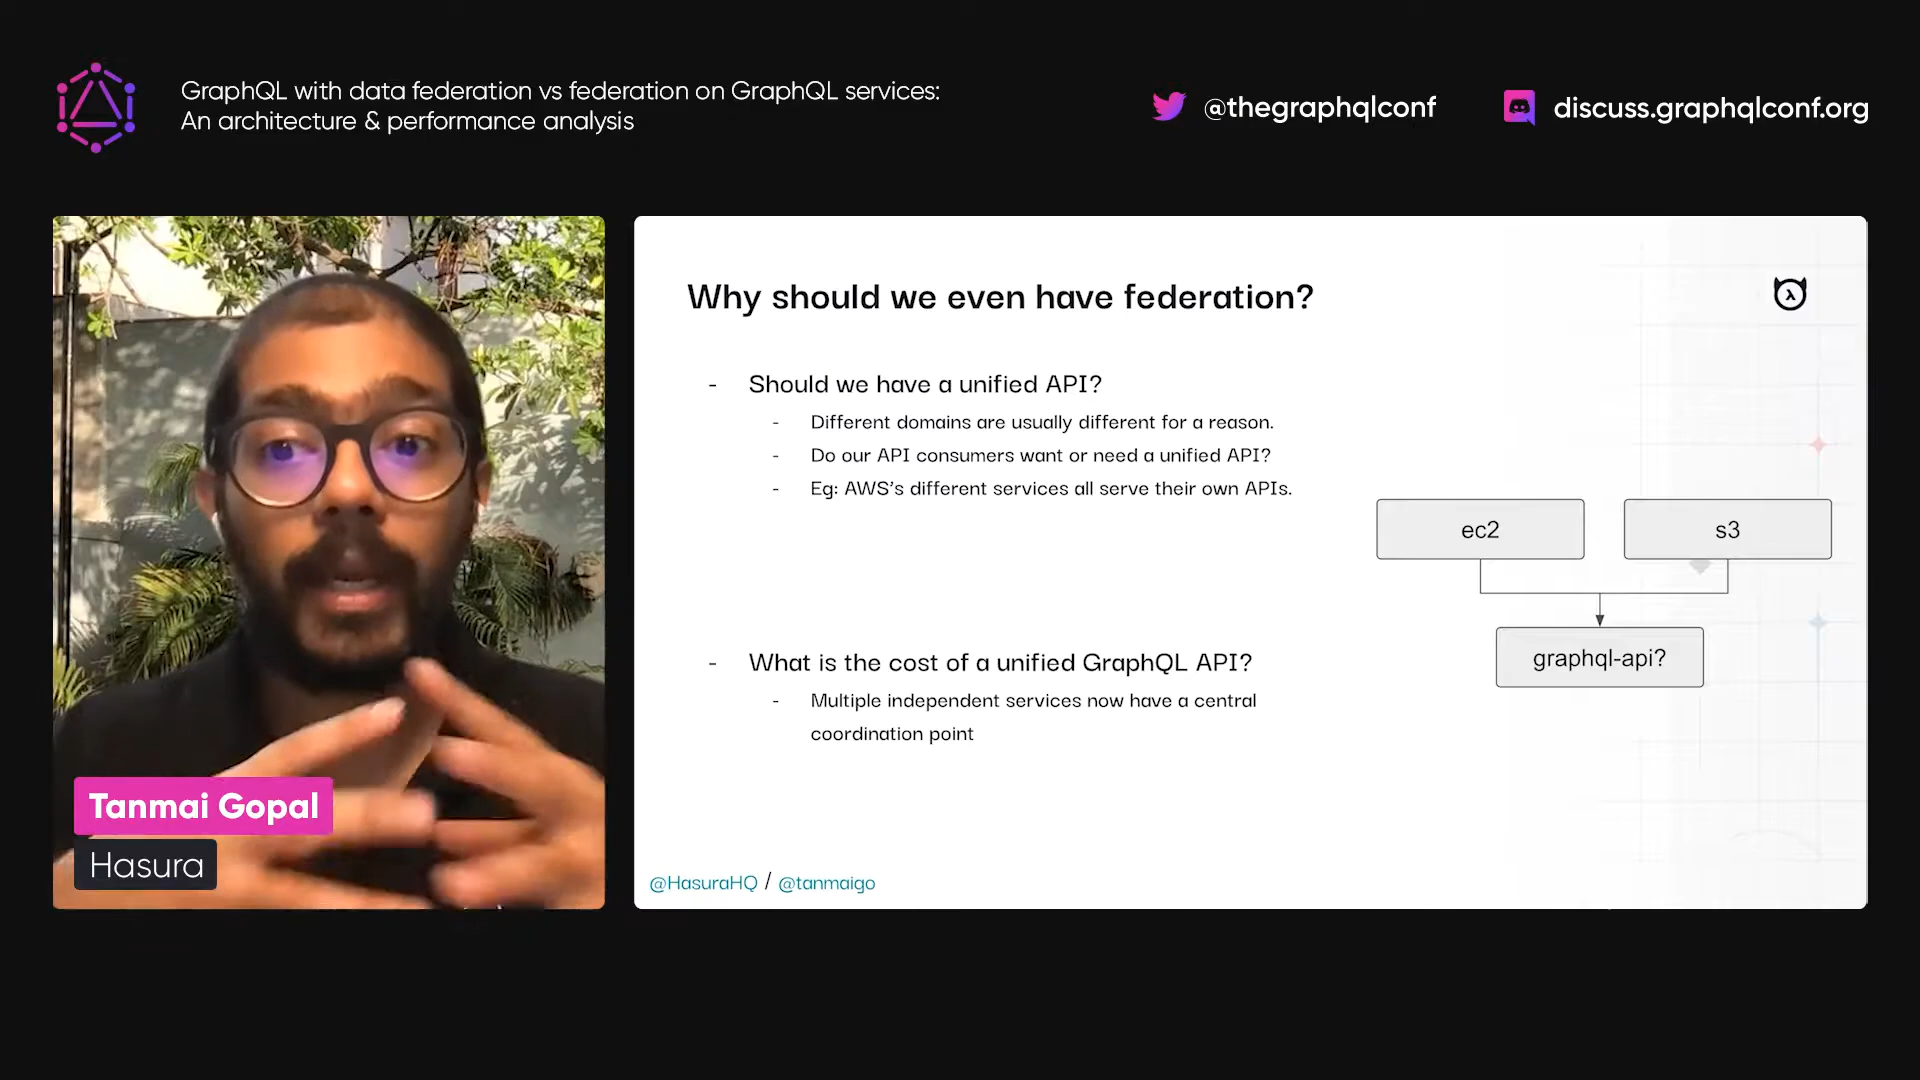 GraphQL with data federation vs federation on GraphQL services:
An architecture & performance analysis
@thegraphqlconf
discuss.graphqlconf.org
Tanmai Gopal
Hasura
Why should we even have federation?
- Should we have a unified API?
- Different domains are usually different for a reason.
- Do our API consumers want or need a unified API?
- Eg: AWS's different services all serve their own APIs.
ec2
s3
graphql-api?
- What is the cost of a unified GraphQL API?
- Multiple independent services now have a central
coordination point
@HasuraHQ / @tanmaigo